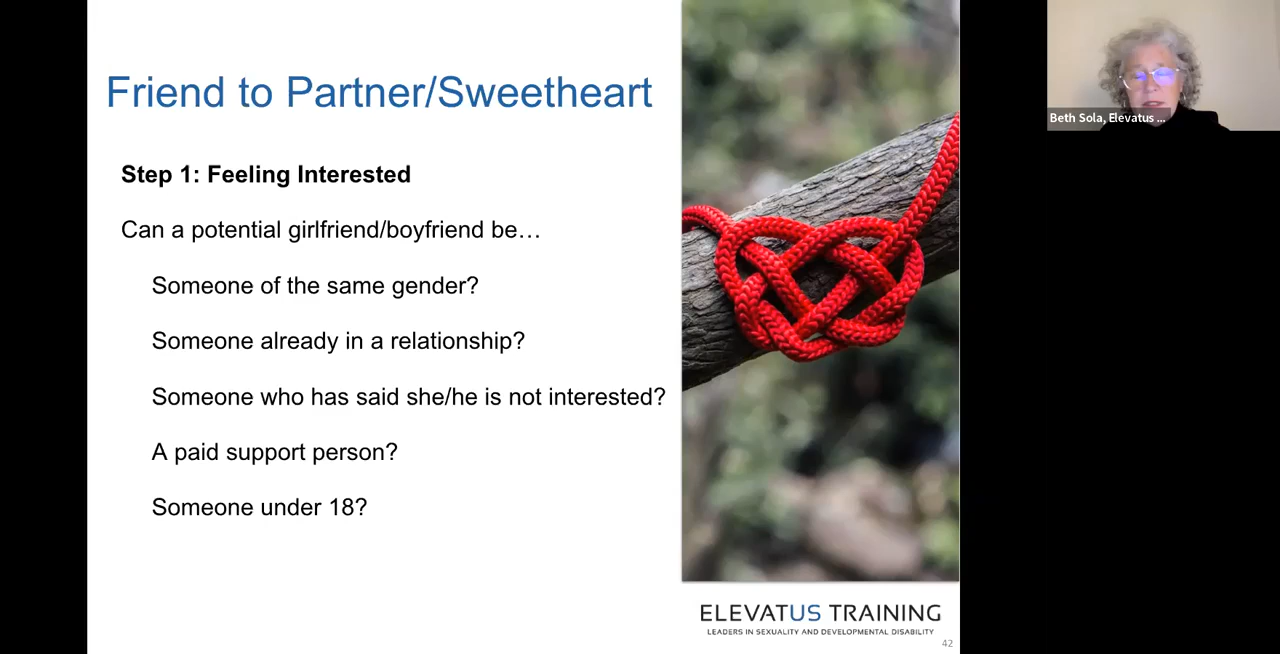 Friend to Partner/Sweetheart
Step 1: Feeling Interested
Can a potential girlfriend/boyfriend be…
Someone of the same gender?
Someone already in a relationship?
Someone who has said she/he is not interested?
A paid support person?
Someone under 18?
ELEVATUS TRAINING
LEADERS IN SEXUALITY AND DEVELOPMENTAL DISABILITY
42
Beth Sola, Elevatus ...